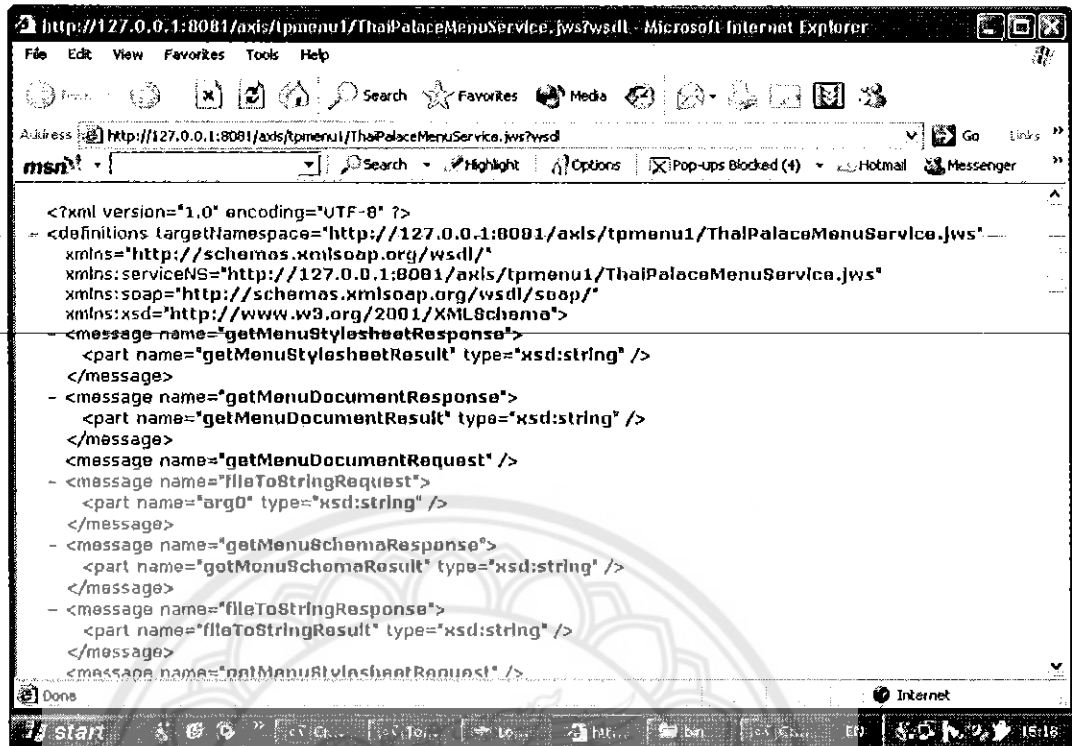 http://127.0.0.1:8081/axis/tpmenu1/ThaiPalaceMenuService.jws?wsdl - Microsoft Internet Explorer
File Edit View Favorites Tools Help
Search Favorites Media
Address http://127.0.0.1:8081/axis/tpmenu1/ThaiPalaceMenuService.jws?wsdl Go Links »
msn Search Highlight Options Pop-ups Blocked (4) Hotmail Messenger »
<?xml version="1.0" encoding="UTF-8" ?>
- <definitions targetNamespace="http://127.0.0.1:8081/axis/tpmenu1/ThaiPalaceMenuService.jws"
xmlns="http://schemas.xmlsoap.org/wsdl/"
xmlns:serviceNS="http://127.0.0.1:8081/axis/tpmenu1/ThaiPalaceMenuService.jws"
xmlns:soap="http://schemas.xmlsoap.org/wsdl/soap/"
xmlns:xsd="http://www.w3.org/2001/XMLSchema">
- <message name="getMenuStylesheetResponse">
<part name="getMenuStylesheetResult" type="xsd:string" />
</message>
- <message name="getMenuDocumentResponse">
<part name="getMenuDocumentResult" type="xsd:string" />
</message>
<message name="getMenuDocumentRequest" />
- <message name="fileToStringRequest">
<part name="arg0" type="xsd:string" />
</message>
- <message name="getMenuSchemaResponse">
<part name="getMenuSchemaResult" type="xsd:string" />
</message>
- <message name="fileToStringResponse">
<part name="fileToStringResult" type="xsd:string" />
</message>
<message name="getMenuStylesheetRequest" />
Done Internet
start » bin EN 15:18